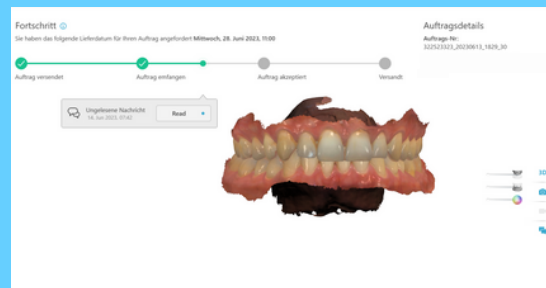 Fortschritt
Sie haben das folgende Lieferdatum für Ihren Auftrag angefordert Mittwoch, 28. Juni 2023, 11:00
Auftrag versendet
Auftrag empfangen
Auftrag akzeptiert
Versandt
Ungelesene Nachricht
14. Jun 2023, 07:42
Read
Auftragsdetails
Auftrags-Nr:
322523323_20230613_1829_30
3D